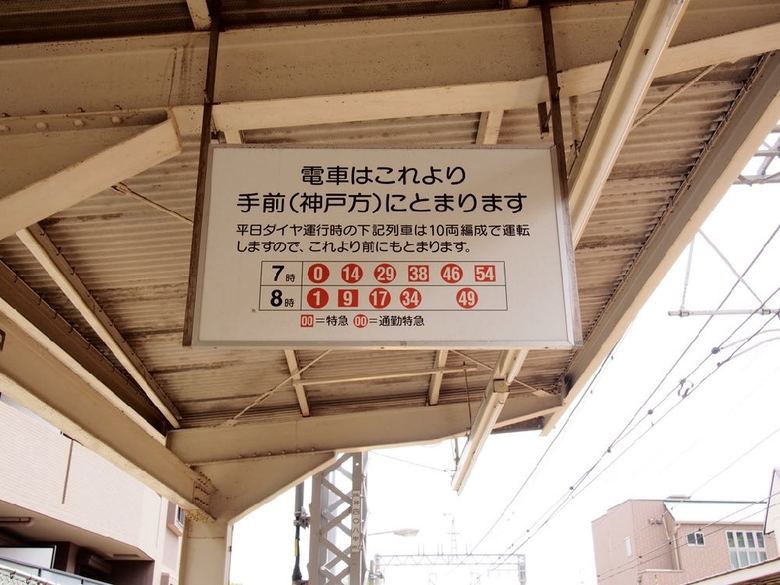 電車はこれより
手前(神戸方)にとまります
平日ダイヤ運行時の下記列車は10両編成で運転
しますので、これより前にもとまります。
7時 0 14 29 38 46 54
8時 1 9 17 34 49
00=特急 00=通勤特急